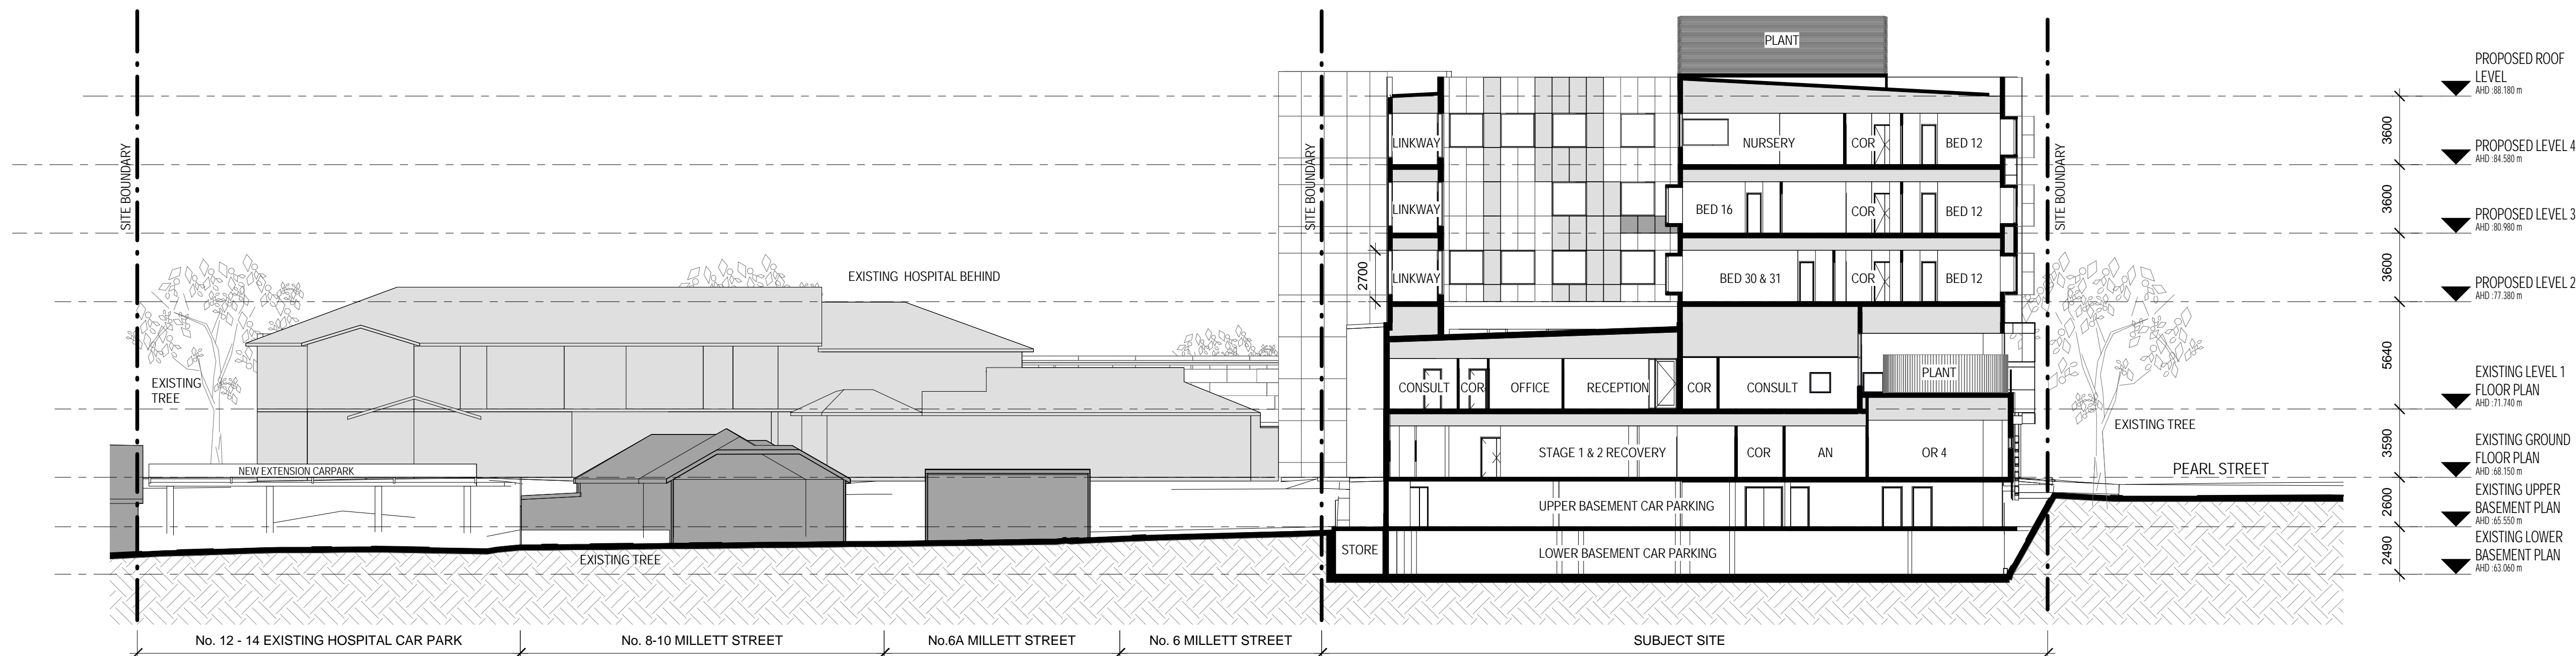 PLANT
PROPOSED ROOF
LEVEL
AHD :88.180 m
SITE BOUNDARY
SITE BOUNDARY
SITE BOUNDARY
3600
LINKWAY
NURSERY
COR
BED 12
PROPOSED LEVEL 4
AHD :84.580 m
3600
LINKWAY
BED 16
COR
BED 12
PROPOSED LEVEL 3
AHD :80.980 m
3600
2700
EXISTING HOSPITAL BEHIND
LINKWAY
BED 30 & 31
COR
BED 12
PROPOSED LEVEL 2
AHD :77.380 m
5640
EXISTING
TREE
CONSULT
COR
OFFICE
RECEPTION
COR
CONSULT
PLANT
EXISTING LEVEL 1
FLOOR PLAN
AHD :71.740 m
EXISTING TREE
3590
STAGE 1 & 2 RECOVERY
COR
AN
OR 4
EXISTING GROUND
FLOOR PLAN
AHD :68.150 m
NEW EXTENSION CARPARK
PEARL STREET
2600
UPPER BASEMENT CAR PARKING
EXISTING UPPER
BASEMENT PLAN
AHD :65.550 m
2490
EXISTING TREE
STORE
LOWER BASEMENT CAR PARKING
EXISTING LOWER
BASEMENT PLAN
AHD :63.060 m
No. 12 - 14 EXISTING HOSPITAL CAR PARK
No. 8-10 MILLETT STREET
No.6A MILLETT STREET
No. 6 MILLETT STREET
SUBJECT SITE